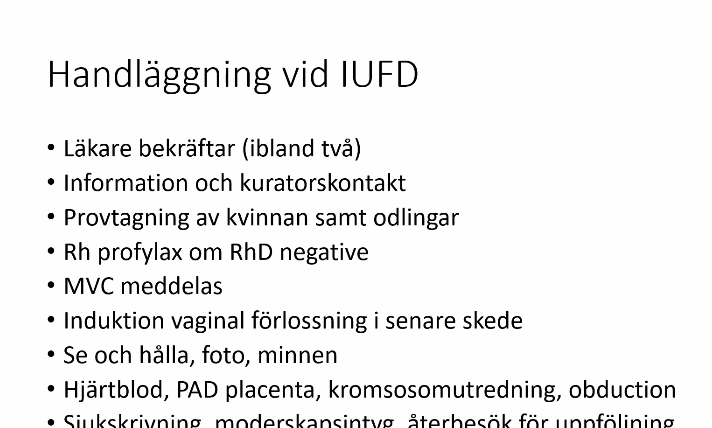 Handläggning vid IUFD
• Läkare bekräftar (ibland två)
• Information och kuratorskontakt
• Provtagning av kvinnan samt odlingar
• Rh profylax om RhD negative
• MVC meddelas
• Induktion vaginal förlossning i senare skede
• Se och hålla, foto, minnen
• Hjärtblod, PAD placenta, kromsosomutredning, obduction
• Sjukskrivning, moderskapsintyg, återbesök för uppföljning